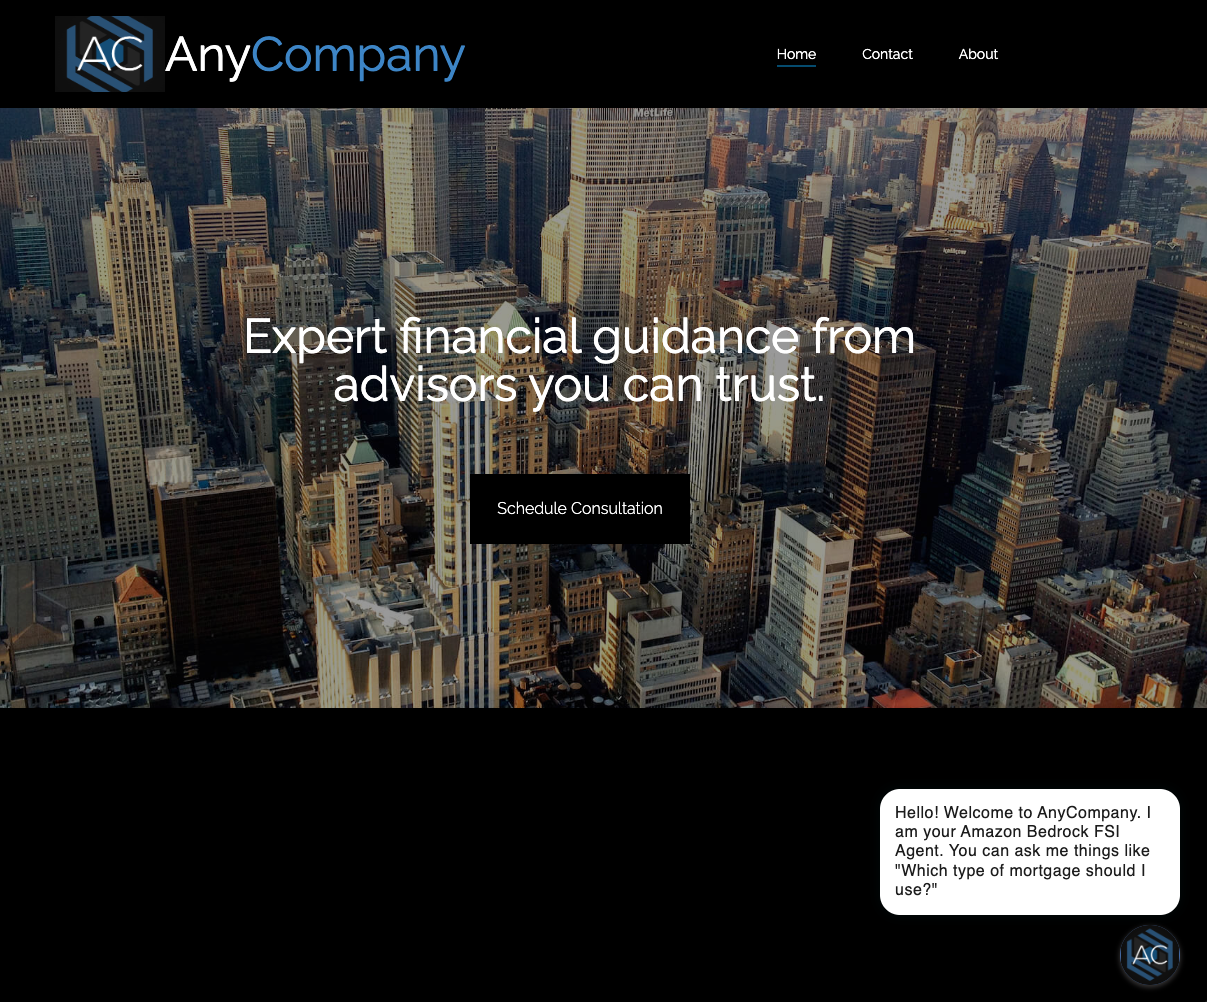 AC AnyCompany
Home Contact About
MetLife
Expert financial guidance from
advisors you can trust.
Schedule Consultation
Hello! Welcome to AnyCompany. I
am your Amazon Bedrock FSI
Agent. You can ask me things like
"Which type of mortgage should I
use?"
AC